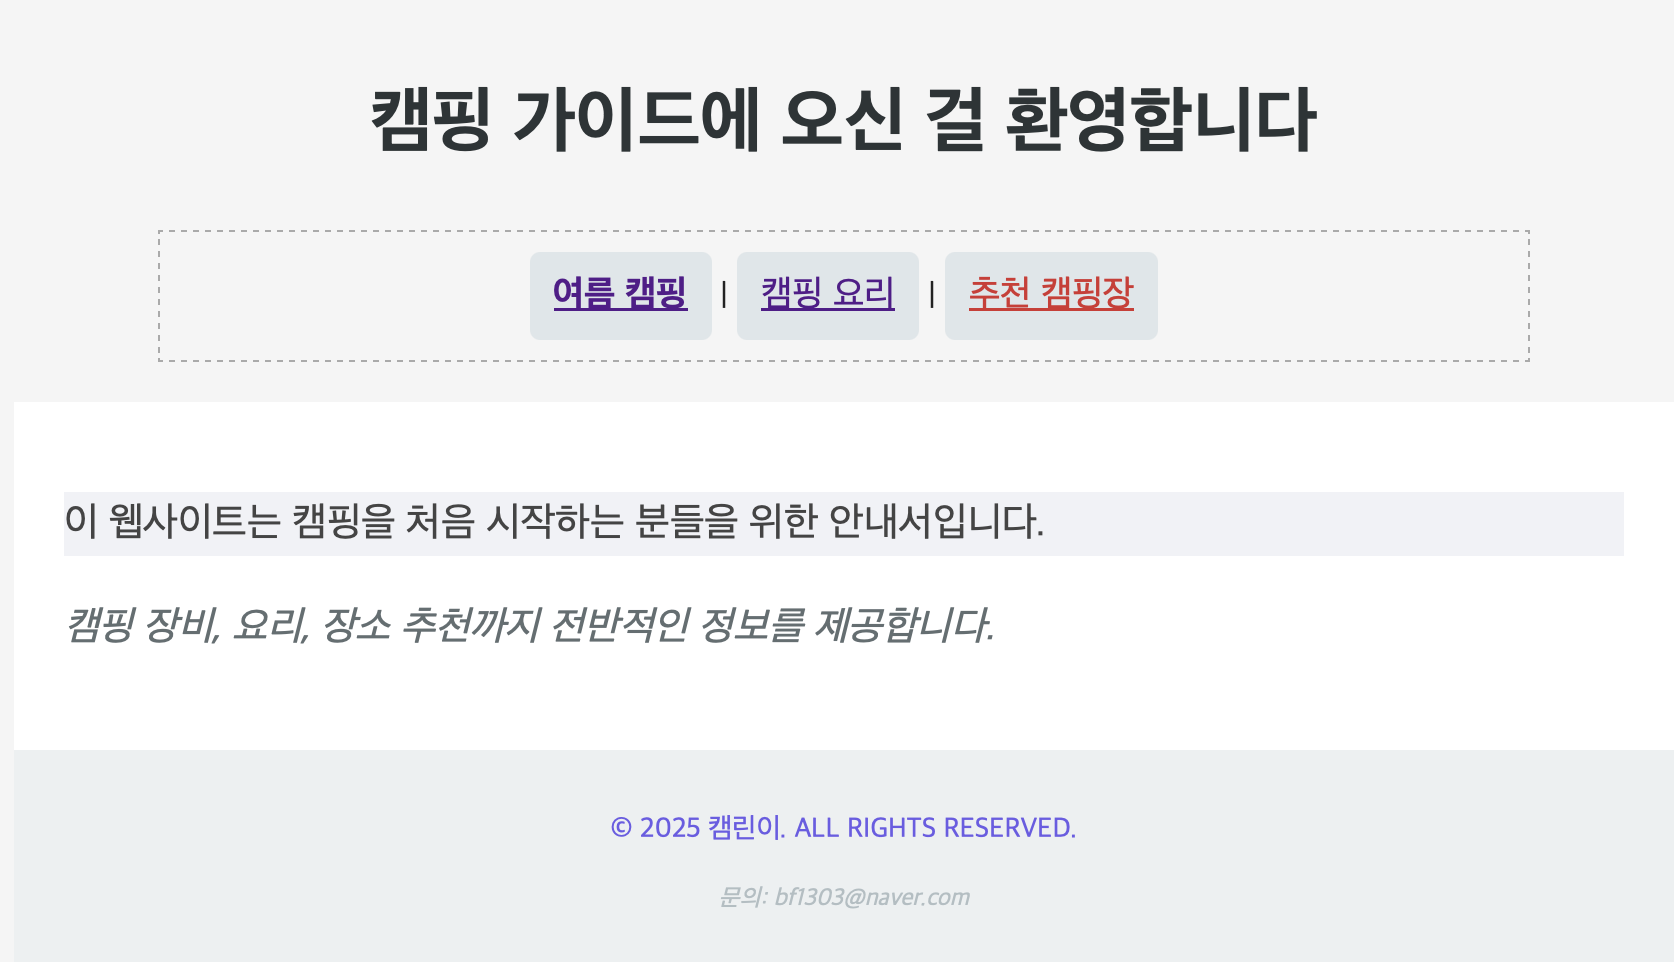 캠핑 가이드에 오신 걸 환영합니다
여름 캠핑 | 캠핑 요리 | 추천 캠핑장
이 웹사이트는 캠핑을 처음 시작하는 분들을 위한 안내서입니다.
캠핑 장비, 요리, 장소 추천까지 전반적인 정보를 제공합니다.
© 2025 캠린이. ALL RIGHTS RESERVED.
문의: bf1303@naver.com